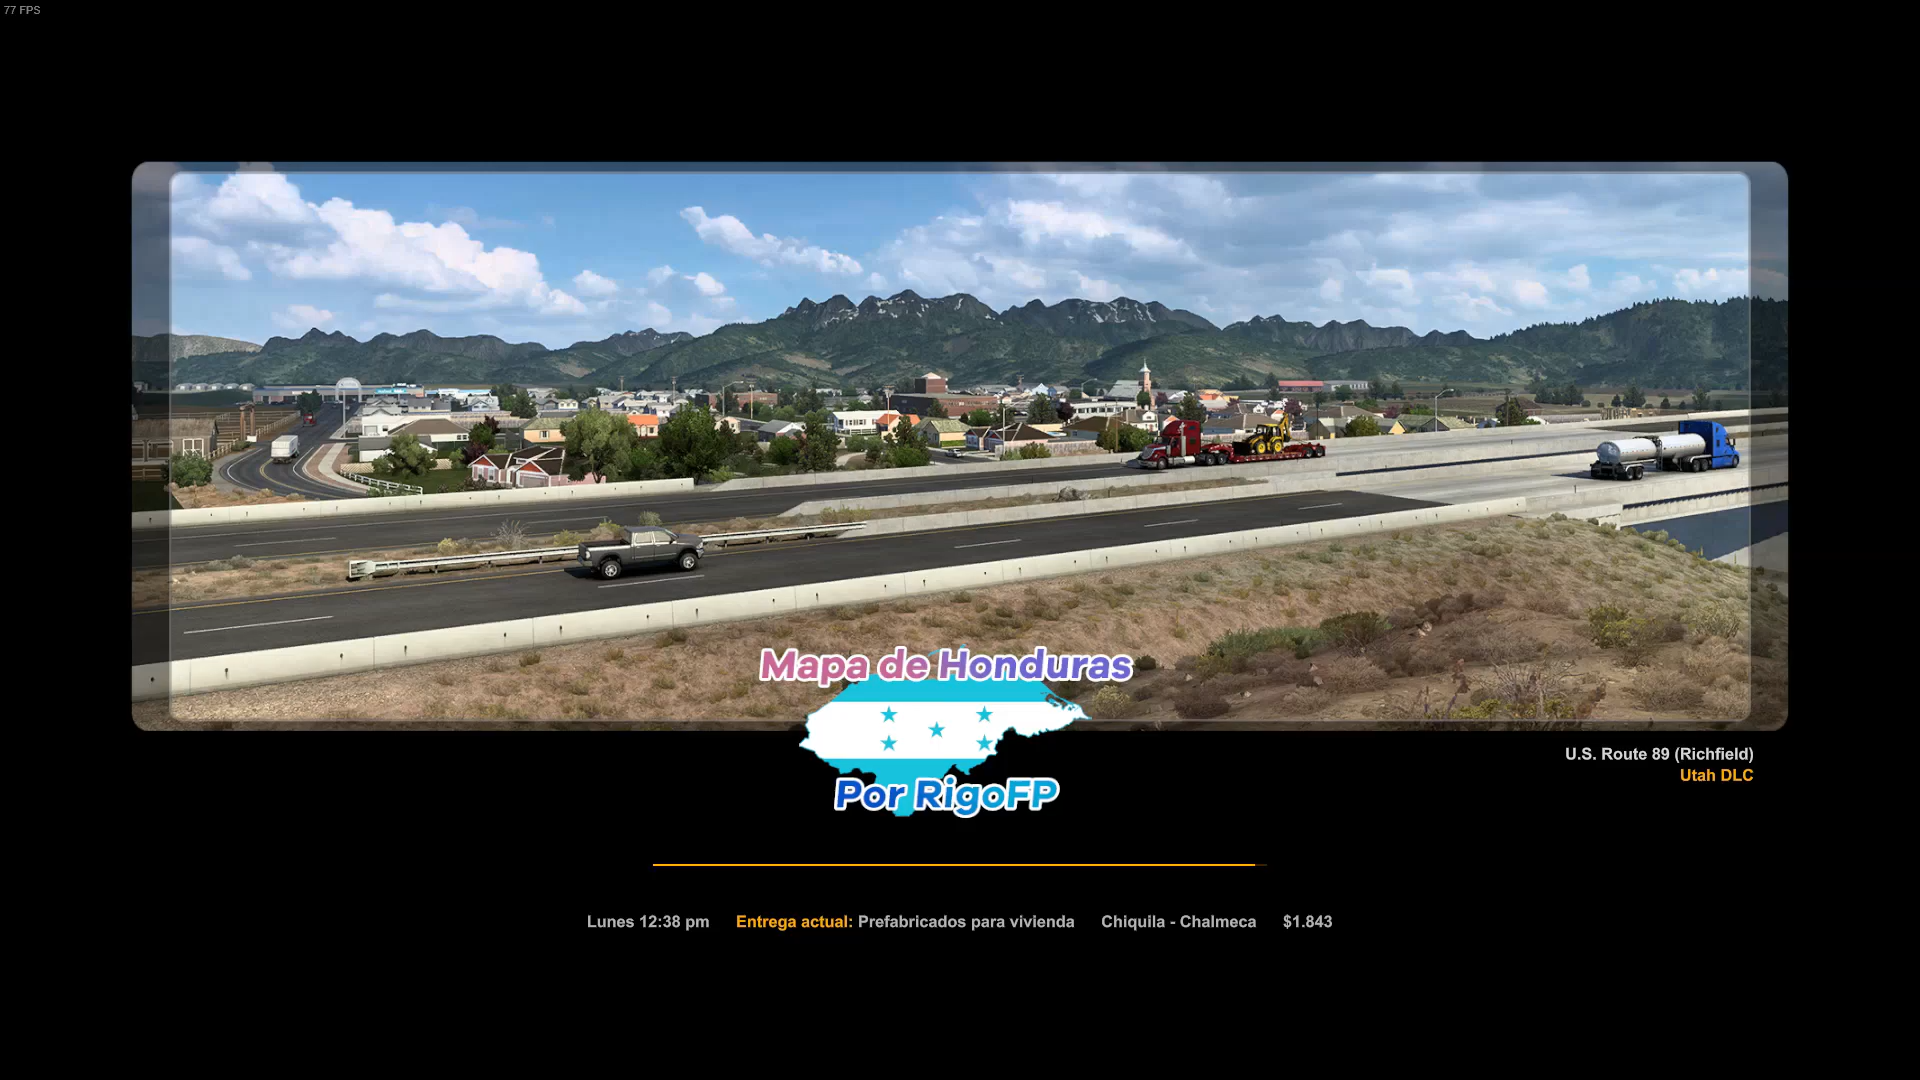 77 FPS
Mapa de Honduras
Por RigoFP
U.S. Route 89 (Richfield)
Utah DLC
Lunes 12:38 pm Entrega actual: Prefabricados para vivienda Chiquila - Chalmeca $1.843